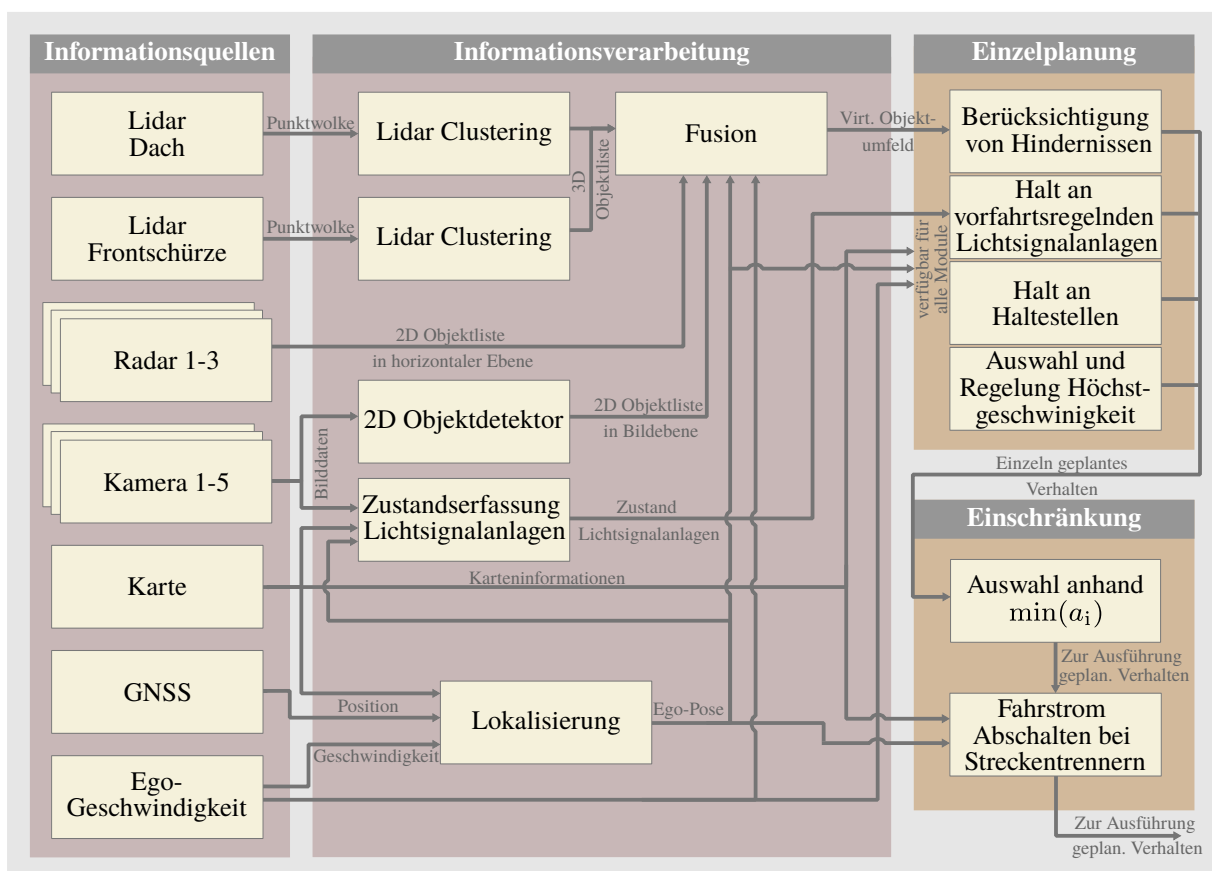 Informationsquellen
Informationsverarbeitung
Einzelplanung
Lidar
Dach
Punktwolke
Lidar Clustering
3D
Objektliste
Fusion
Virt. Objekt-
umfeld
Berücksichtigung
von Hindernissen
Lidar
Frontschürze
Punktwolke
Lidar Clustering
Halt an
vorfahrtsregelnden
Lichtsignalanlagen
verfügbar für
alle Module
Halt an
Haltestellen
Radar 1-3
2D Objektliste
in horizontaler Ebene
Auswahl und
Regelung Höchst-
geschwinigkeit
Kamera 1-5
Bilddaten
2D Objektdetektor
2D Objektliste
in Bildebene
Einzeln geplantes
Verhalten
Zustandserfassung
Lichtsignalanlagen
Zustand
Lichtsignalanlagen
Einschränkung
Karte
Karteninformationen
Auswahl anhand
min(aᵢ)
Zur Ausführung
geplan. Verhalten
GNSS
Position
Lokalisierung
Ego-Pose
Fahrstrom
Abschalten bei
Streckentrennern
Ego-
Geschwindigkeit
Geschwindigkeit
Zur Ausführung
geplan. Verhalten